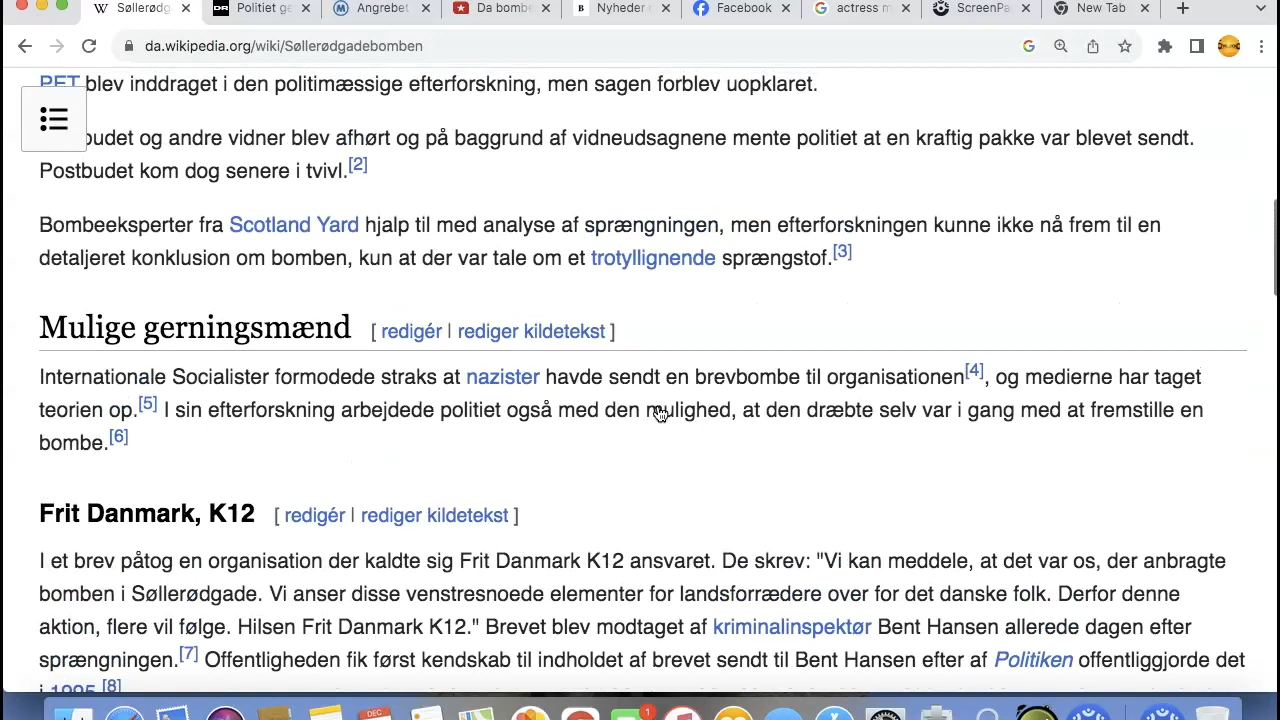 Søllerødg
Politiet ge
Angrebet
Da bomb
Nyheder
Facebook
actress m
ScreenPa
New Tab
da.wikipedia.org/wiki/Søllerødgadebomben
PET blev inddraget i den politimæssige efterforskning, men sagen forblev uopklaret.
budet og andre vidner blev afhørt og på baggrund af vidneudsagnene mente politiet at en kraftig pakke var blevet sendt.
Postbudet kom dog senere i tvivl.[2]
Bombeeksperter fra Scotland Yard hjalp til med analyse af sprængningen, men efterforskningen kunne ikke nå frem til en
detaljeret konklusion om bomben, kun at der var tale om et trotyllignende sprængstof.[3]
Mulige gerningsmænd [ redigér | rediger kildetekst ]
Internationale Socialister formodede straks at nazister havde sendt en brevbombe til organisationen[4], og medierne har taget
teorien op.[5] I sin efterforskning arbejdede politiet også med den mulighed, at den dræbte selv var i gang med at fremstille en
bombe.[6]
Frit Danmark, K12 [ redigér | rediger kildetekst ]
I et brev påtog en organisation der kaldte sig Frit Danmark K12 ansvaret. De skrev: "Vi kan meddele, at det var os, der anbragte
bomben i Søllerødgade. Vi anser disse venstresnoede elementer for landsforrædere over for det danske folk. Derfor denne
aktion, flere vil følge. Hilsen Frit Danmark K12." Brevet blev modtaget af kriminalinspektør Bent Hansen allerede dagen efter
sprængningen.[7] Offentligheden fik først kendskab til indholdet af brevet sendt til Bent Hansen efter af Politiken offentliggjorde det
i 1995.[8]
DEC
1